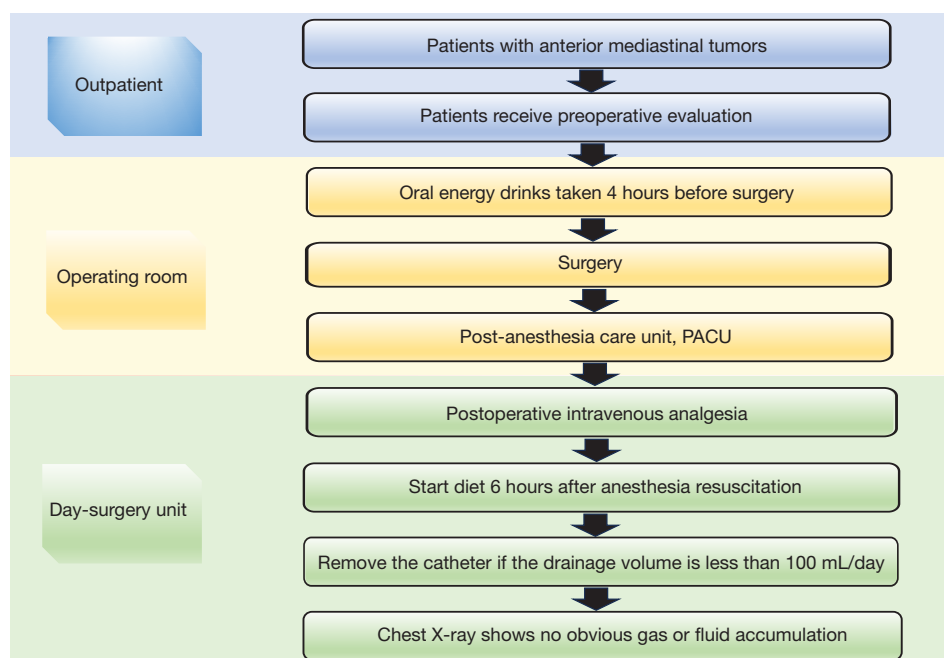 Outpatient
Patients with anterior mediastinal tumors
Patients receive preoperative evaluation
Operating room
Oral energy drinks taken 4 hours before surgery
Surgery
Post-anesthesia care unit, PACU
Day-surgery unit
Postoperative intravenous analgesia
Start diet 6 hours after anesthesia resuscitation
Remove the catheter if the drainage volume is less than 100 mL/day
Chest X-ray shows no obvious gas or fluid accumulation